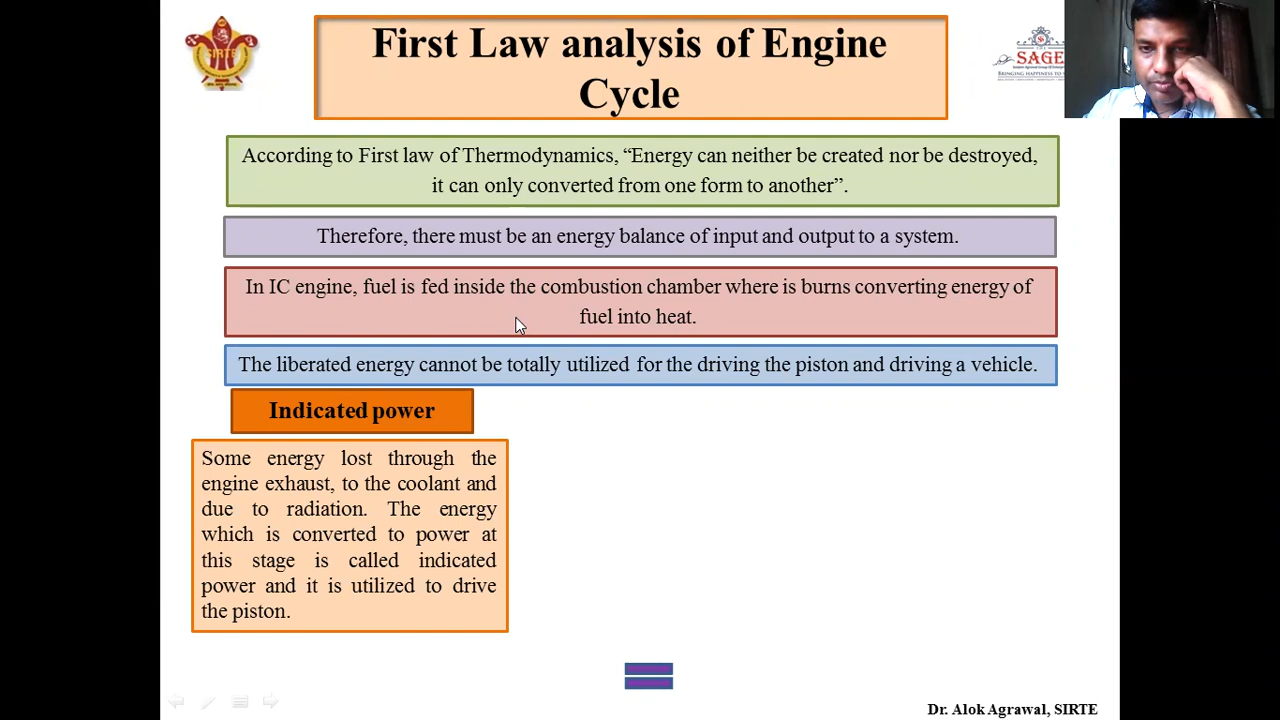 SIRTE
First Law analysis of Engine
Cycle
SAGE
According to First law of Thermodynamics, “Energy can neither be created nor be destroyed,
it can only converted from one form to another”.
Therefore, there must be an energy balance of input and output to a system.
In IC engine, fuel is fed inside the combustion chamber where is burns converting energy of
fuel into heat.
The liberated energy cannot be totally utilized for the driving the piston and driving a vehicle.
Indicated power
Some energy lost through the
engine exhaust, to the coolant and
due to radiation. The energy
which is converted to power at
this stage is called indicated
power and it is utilized to drive
the piston.
Dr. Alok Agrawal, SIRTE